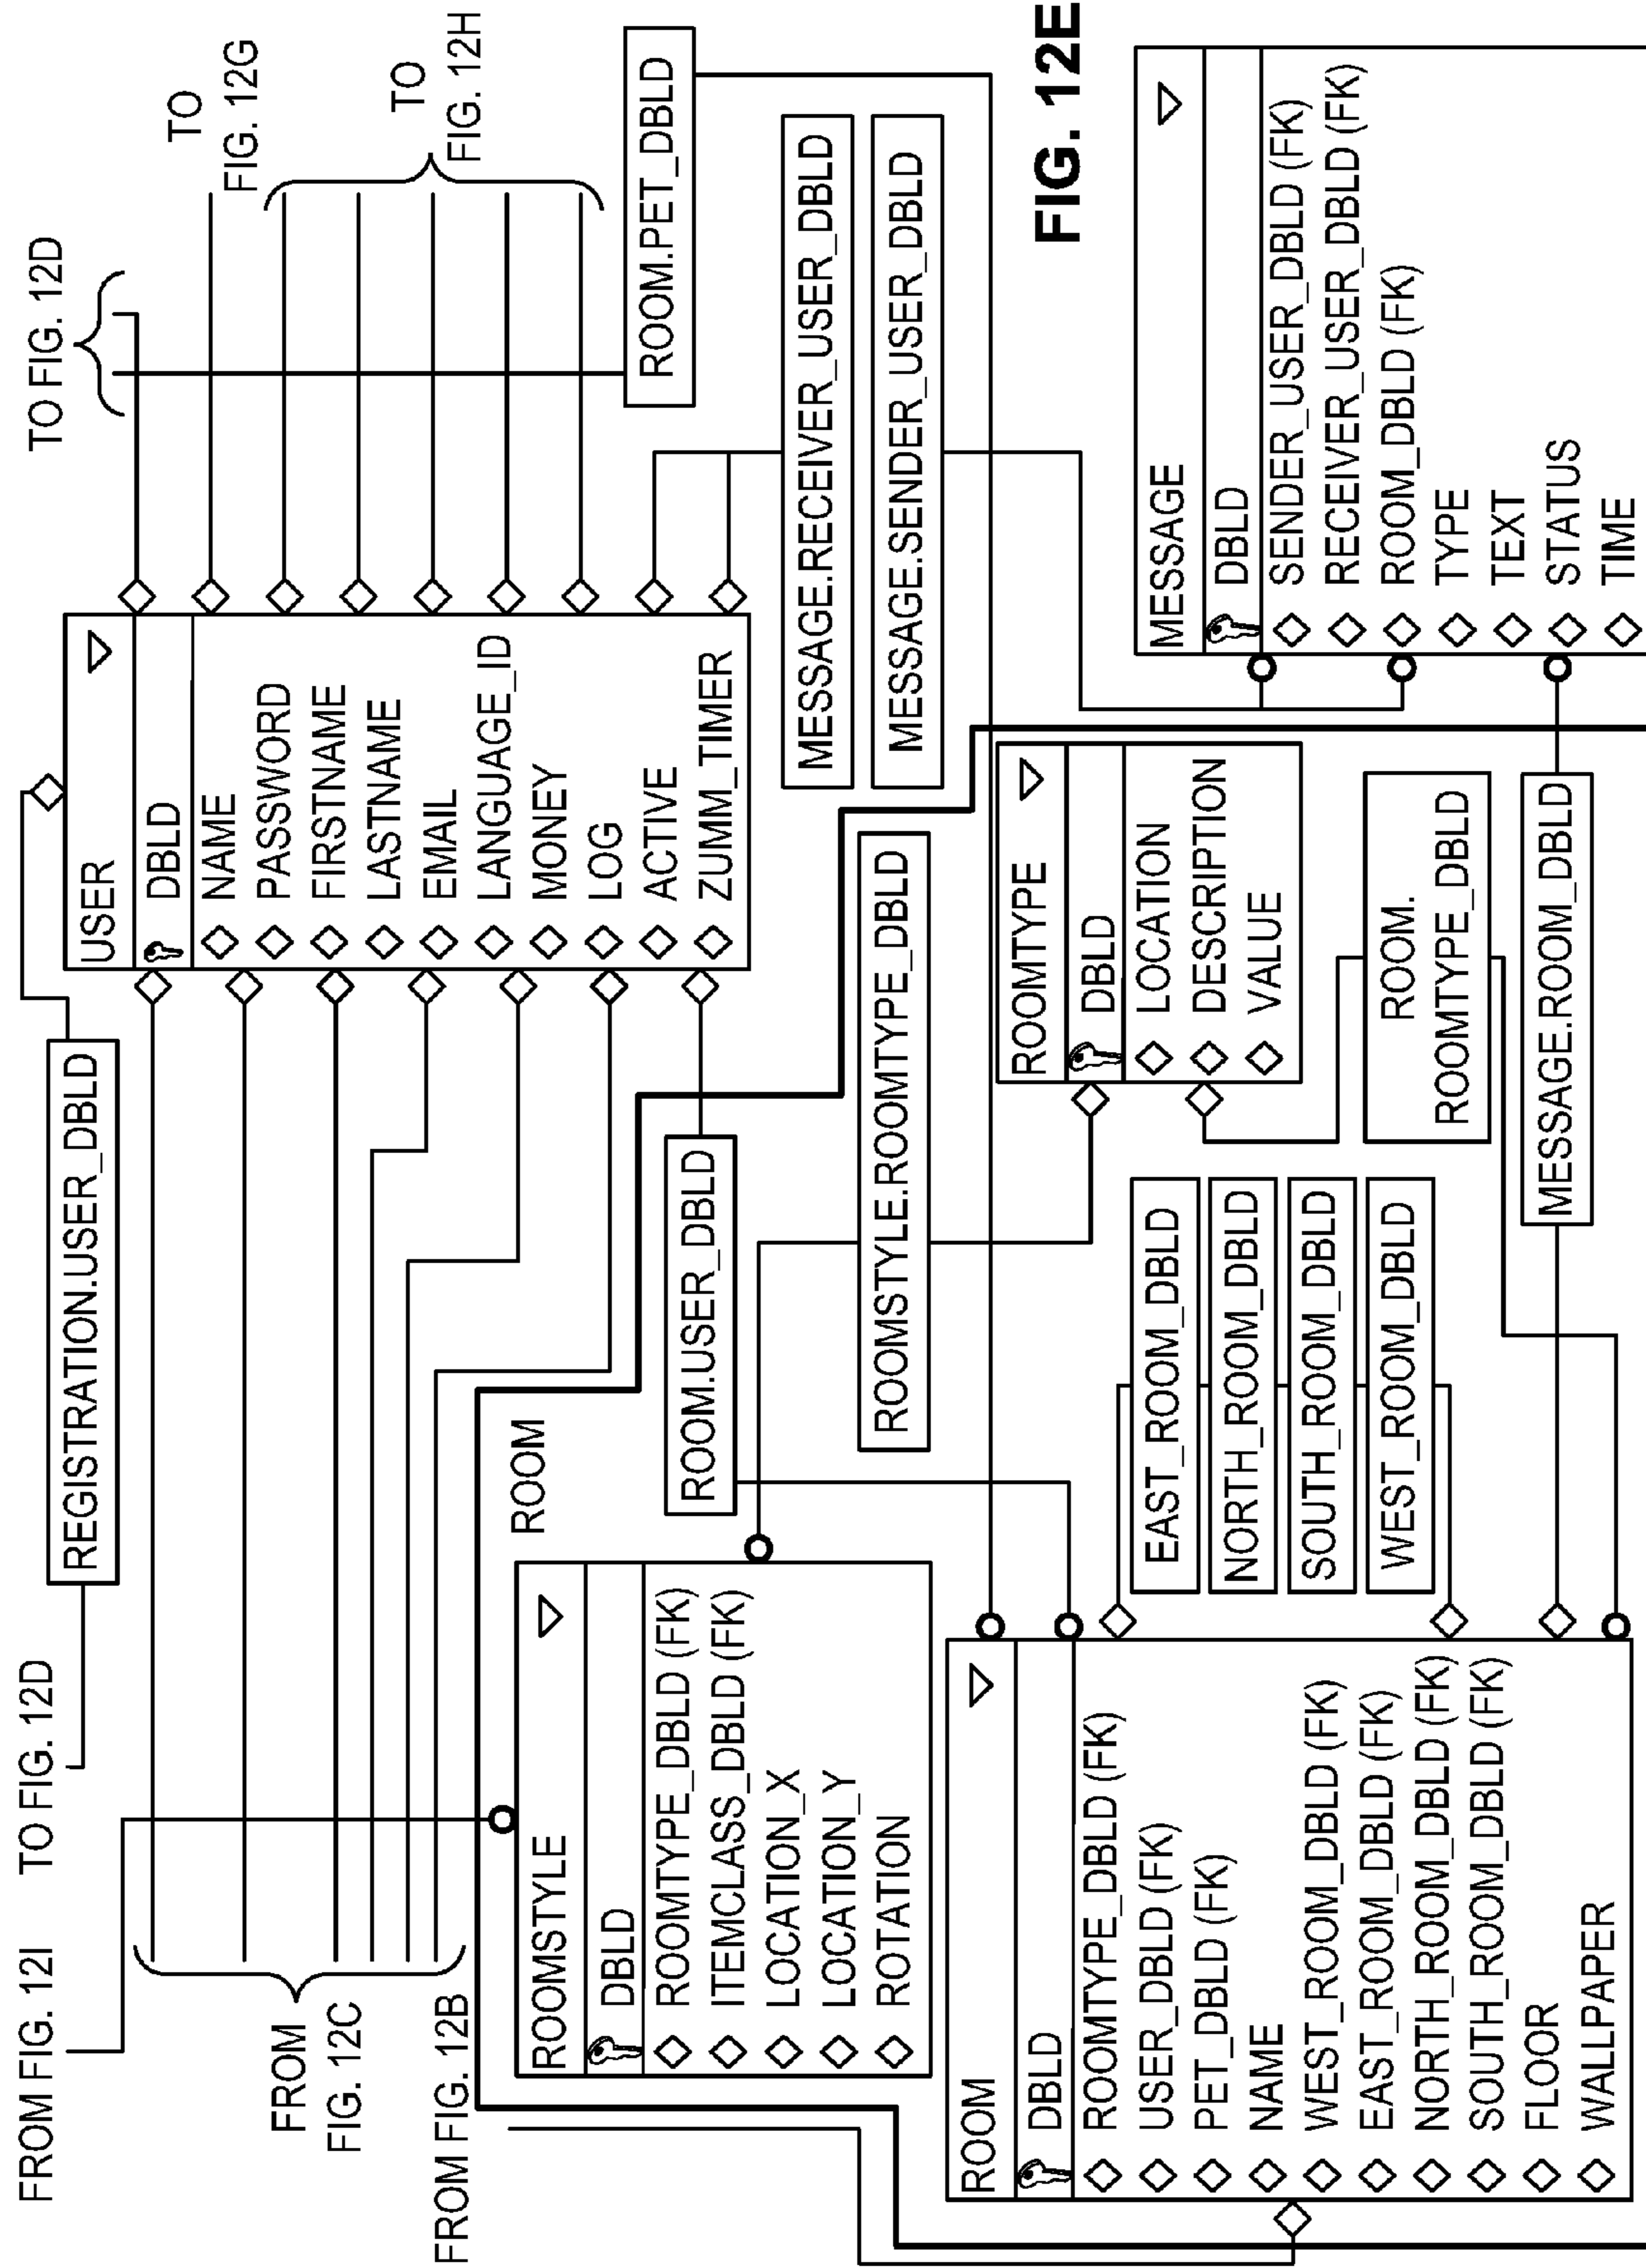 FROM FIG. 12I
TO FIG. 12D
TO FIG. 12D
REGISTRATION.USER_DBLD
FROM
FIG. 12C
FROM FIG. 12B
USER
DBLD
NAME
PASSWORD
FIRSTNAME
LASTNAME
EMAIL
LANGUAGE_ID
MONEY
LOG
ACTIVE
ZUMM_TIMER
TO
FIG. 12G
TO
FIG. 12H
ROOM.PET_DBLD
MESSAGE.RECEIVER_USER_DBLD
MESSAGE.SENDER_USER_DBLD
ROOM
ROOMSTYLE
DBLD
ROOMTYPE_DBLD (FK)
ITEMCLASS_DBLD (FK)
LOCATION_X
LOCATION_Y
ROTATION
ROOM.USER_DBLD
ROOMSTYLE.ROOMTYPE_DBLD
ROOMTYPE
DBLD
LOCATION
DESCRIPTION
VALUE
ROOM.
ROOMTYPE_DBLD
FIG. 12E
ROOM
DBLD
ROOMTYPE_DBLD (FK)
USER_DBLD (FK)
PET_DBLD (FK)
NAME
WEST_ROOM_DBLD (FK)
EAST_ROOM_DBLD (FK)
NORTH_ROOM_DBLD (FK)
SOUTH_ROOM_DBLD (FK)
FLOOR
WALLPAPER
EAST_ROOM_DBLD
NORTH_ROOM_DBLD
SOUTH_ROOM_DBLD
WEST_ROOM_DBLD
MESSAGE.ROOM_DBLD
MESSAGE
DBLD
SENDER_USER_DBLD (FK)
RECEIVER_USER_DBLD (FK)
ROOM_DBLD (FK)
TYPE
TEXT
STATUS
TIME